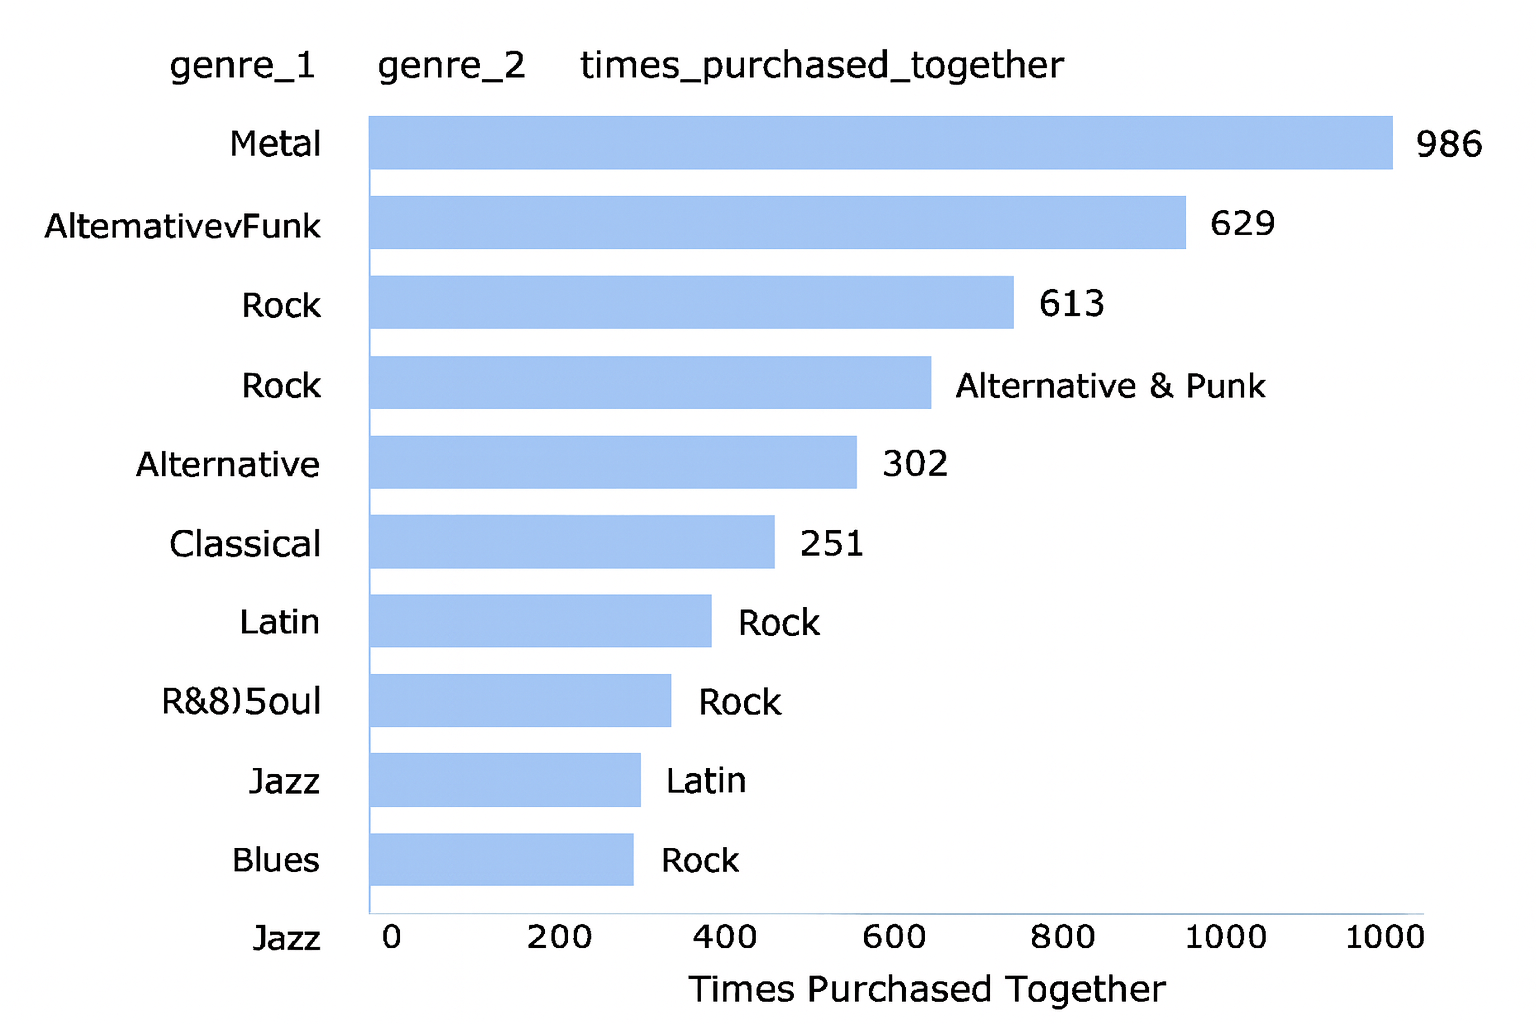 genre_1 genre_2 times_purchased_together
Metal 986
AltemativevFunk 629
Rock 613
Rock Alternative & Punk
Alternative 302
Classical 251
Latin Rock
R&8)5oul Rock
Jazz Latin
Blues Rock
Jazz 0 200 400 600 800 1000 1000
Times Purchased Together